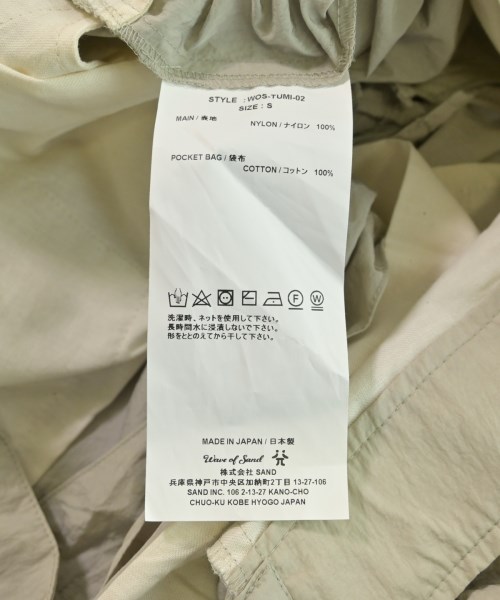 STYLE : WOS-TUMI-02
SIZE : S
MAIN / 表地 NYLON / ナイロン 100%
POCKET BAG / 袋布
COTTON / コットン 100%
F W
洗濯時、ネットを使用して下さい。
長時間水に浸漬しないで下さい。
形をととのえてから干して下さい。
MADE IN JAPAN / 日本製
Wave of Sand
株式会社 SAND
兵庫県神戸市中央区加納町2丁目 13-27-106
SAND INC. 106 2-13-27 KANO-CHO
CHUO-KU KOBE HYOGO JAPAN